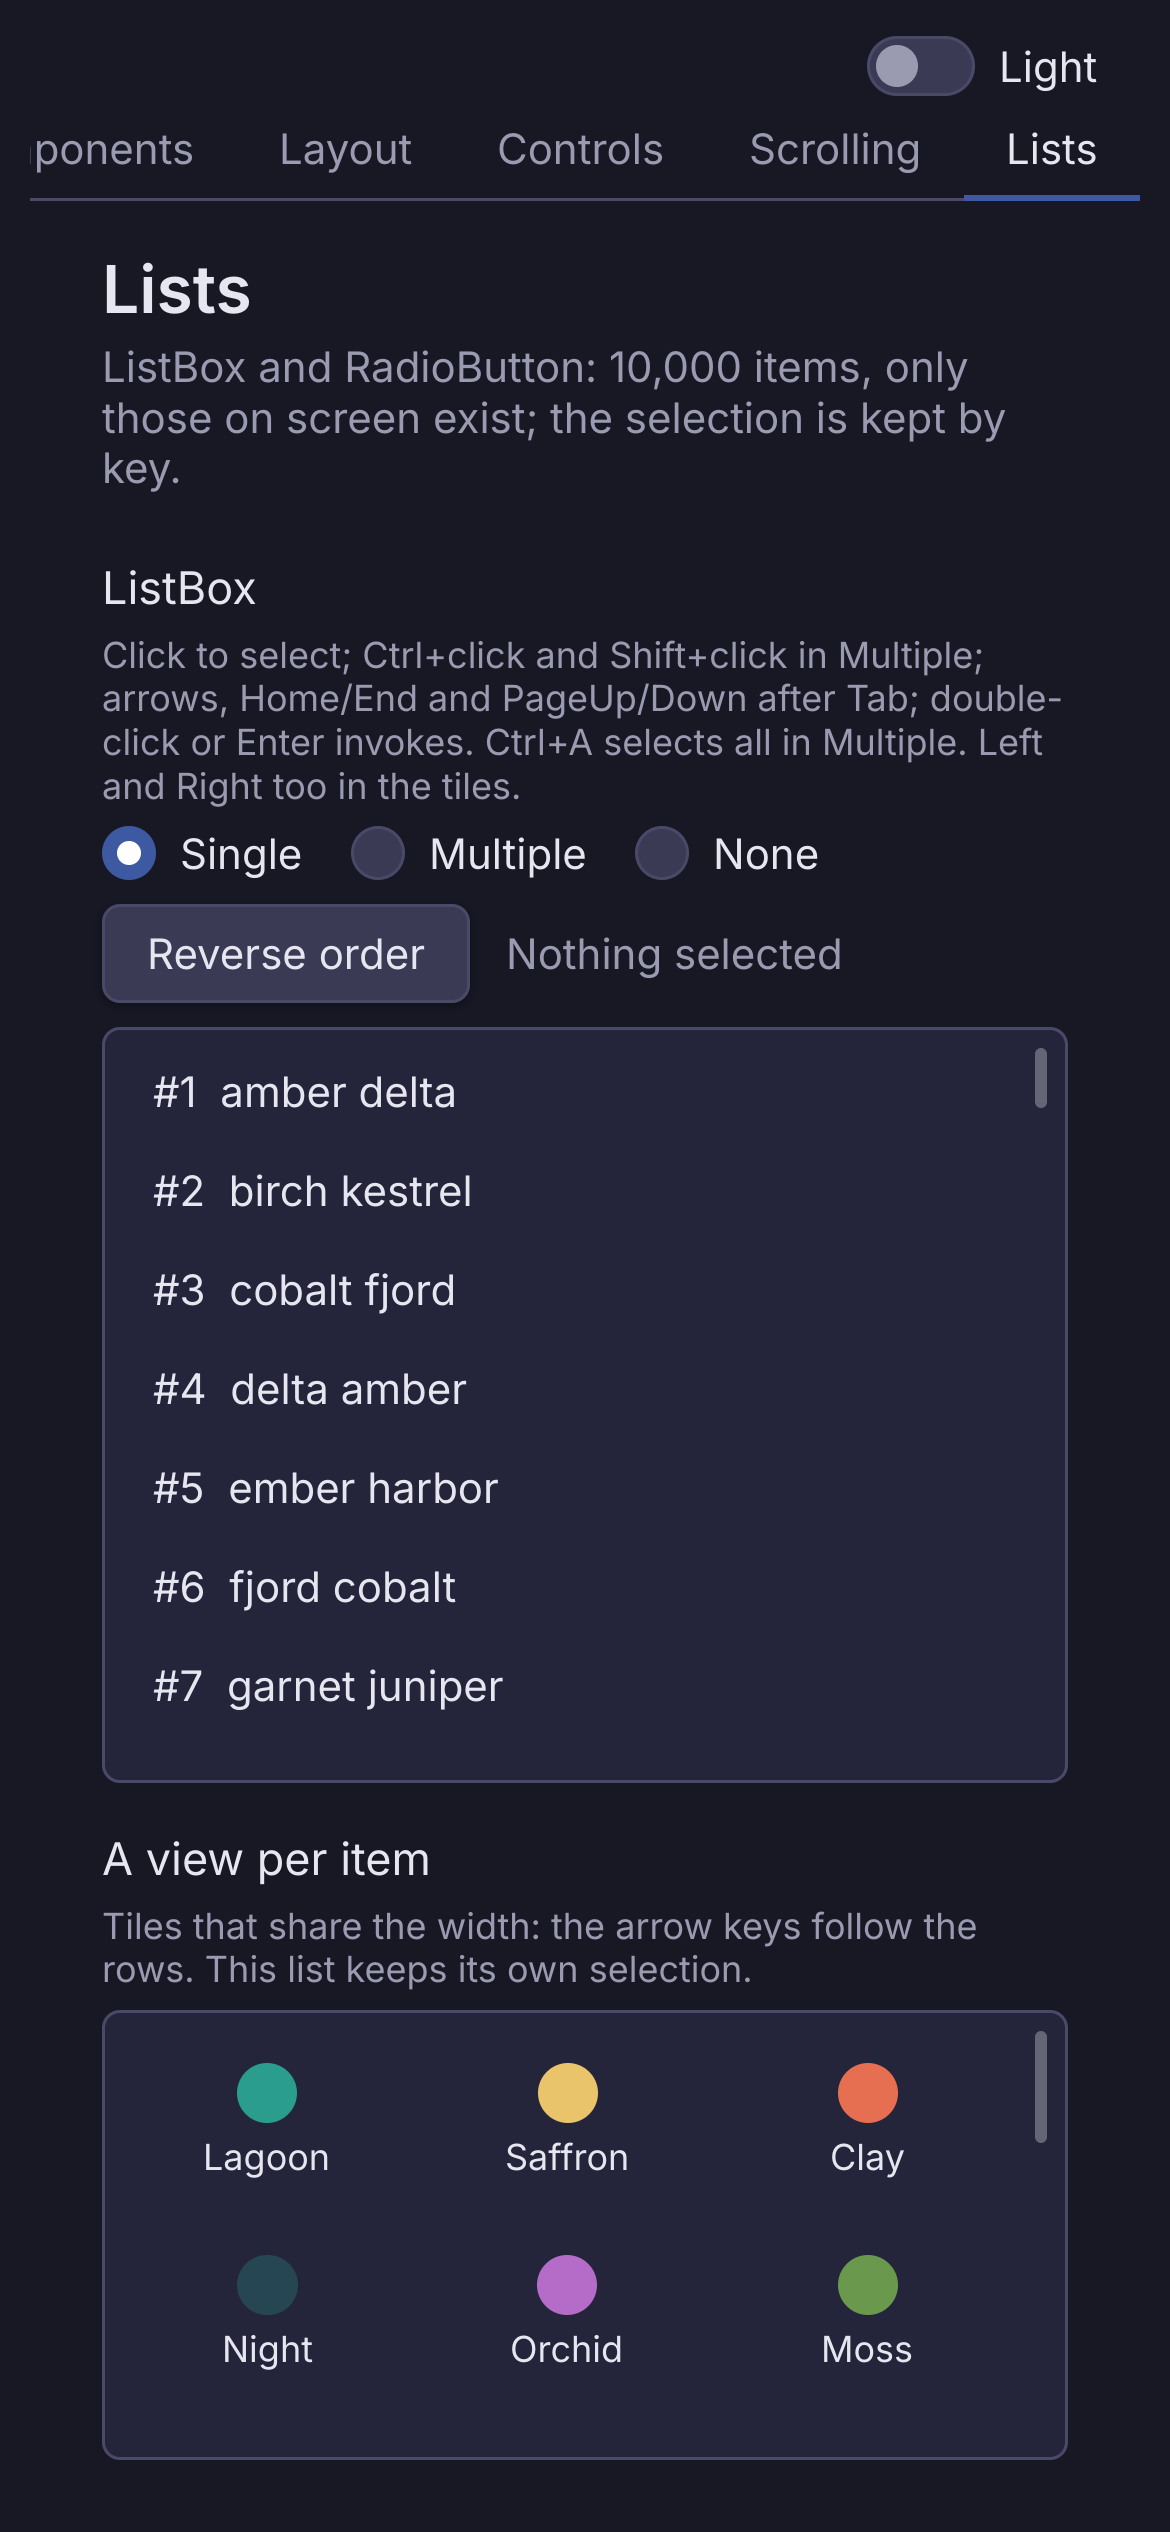 Light
ponents Layout Controls Scrolling Lists
Lists
ListBox and RadioButton: 10,000 items, only
those on screen exist; the selection is kept by
key.
ListBox
Click to select; Ctrl+click and Shift+click in Multiple;
arrows, Home/End and PageUp/Down after Tab; double-
click or Enter invokes. Ctrl+A selects all in Multiple. Left
and Right too in the tiles.
Single Multiple None
Reverse order Nothing selected
#1 amber delta
#2 birch kestrel
#3 cobalt fjord
#4 delta amber
#5 ember harbor
#6 fjord cobalt
#7 garnet juniper
A view per item
Tiles that share the width: the arrow keys follow the
rows. This list keeps its own selection.
Lagoon Saffron Clay
Night Orchid Moss